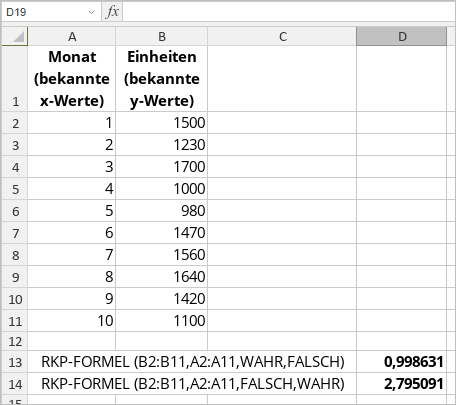 D19 fx
A B C D
1 Monat Einheiten
(bekannte (bekannte
x-Werte) y-Werte)
2 1 1500
3 2 1230
4 3 1700
5 4 1000
6 5 980
7 6 1470
8 7 1560
9 8 1640
10 9 1420
11 10 1100
12
13 RKP-FORMEL (B2:B11,A2:A11,WAHR,FALSCH) 0,998631
14 RKP-FORMEL (B2:B11,A2:A11,FALSCH,WAHR) 2,795091
15